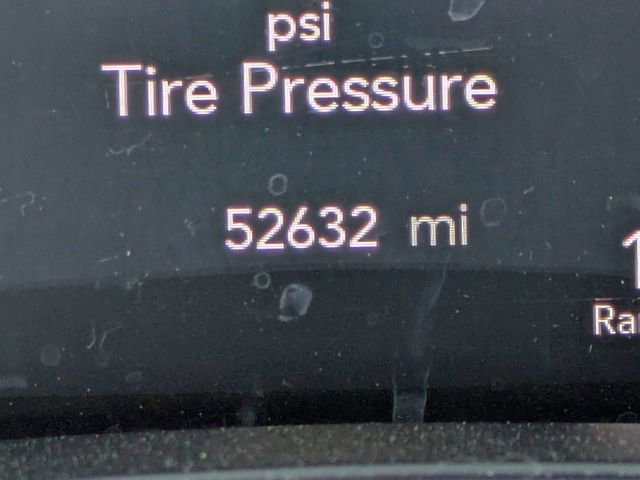 psi
Tire Pressure
52632 mi